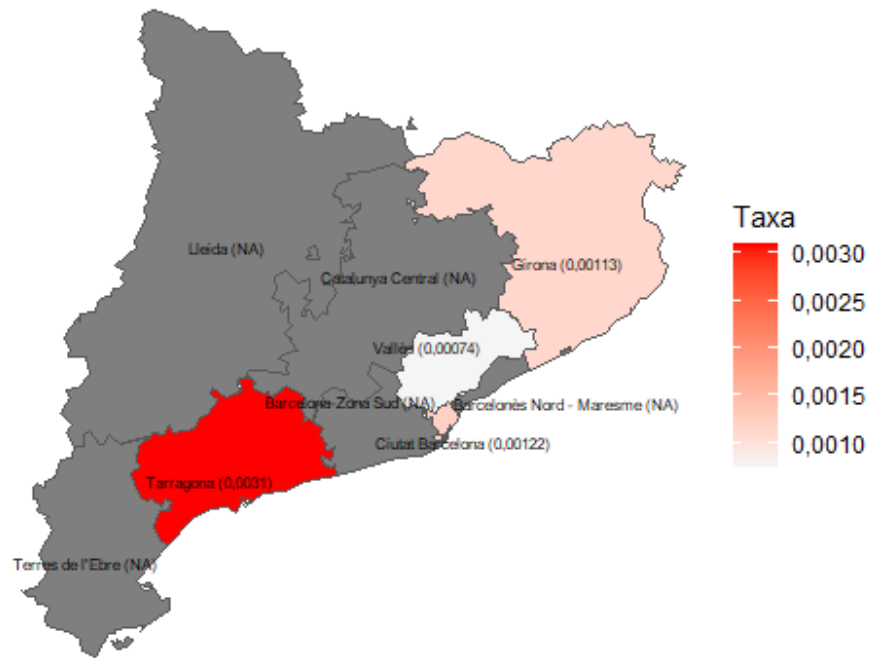 Lleida (NA)
Catalunya Central (NA)
Girona (0,00113)
Vallès (0,00074)
Barcelona-Zona Sud (NA)
Barcelonès Nord - Maresme (NA)
Ciutat Barcelona (0,00122)
Tarragona (0,0031)
Terres de l''Ebre (NA)
Taxa
0,0030
0,0025
0,0020
0,0015
0,0010